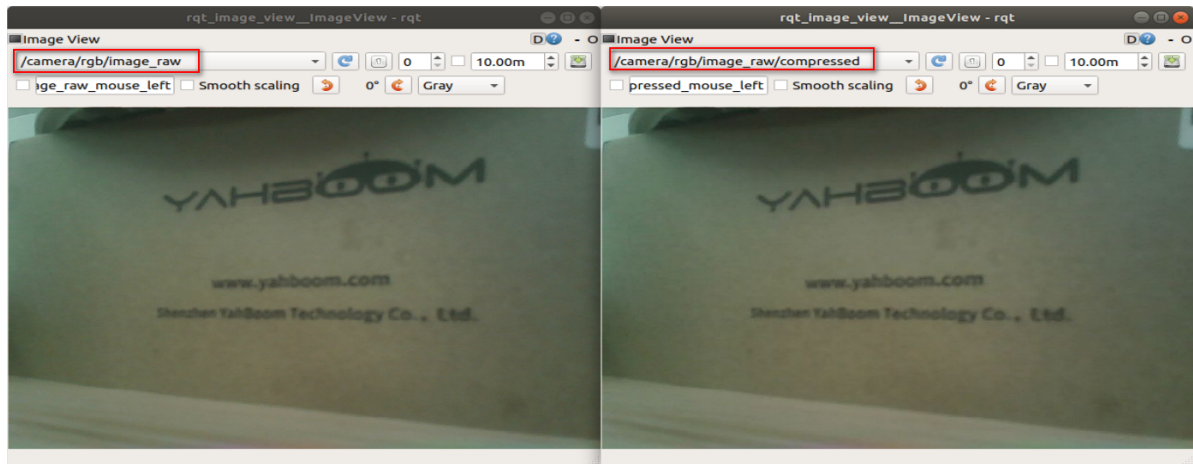 rqt_image_view__ImageView - rqt
Image View
D - O
/camera/rgb/image_raw
0
10.00m
age_raw_mouse_left
Smooth scaling
0°
Gray
YAHBOOM
www.yahboom.com
Shenzhen YahBoom Technology Co., Ltd.
rqt_image_view__ImageView - rqt
Image View
D - O
/camera/rgb/image_raw/compressed
0
10.00m
pressed_mouse_left
Smooth scaling
0°
Gray
YAHBOOM
www.yahboom.com
Shenzhen YahBoom Technology Co., Ltd.